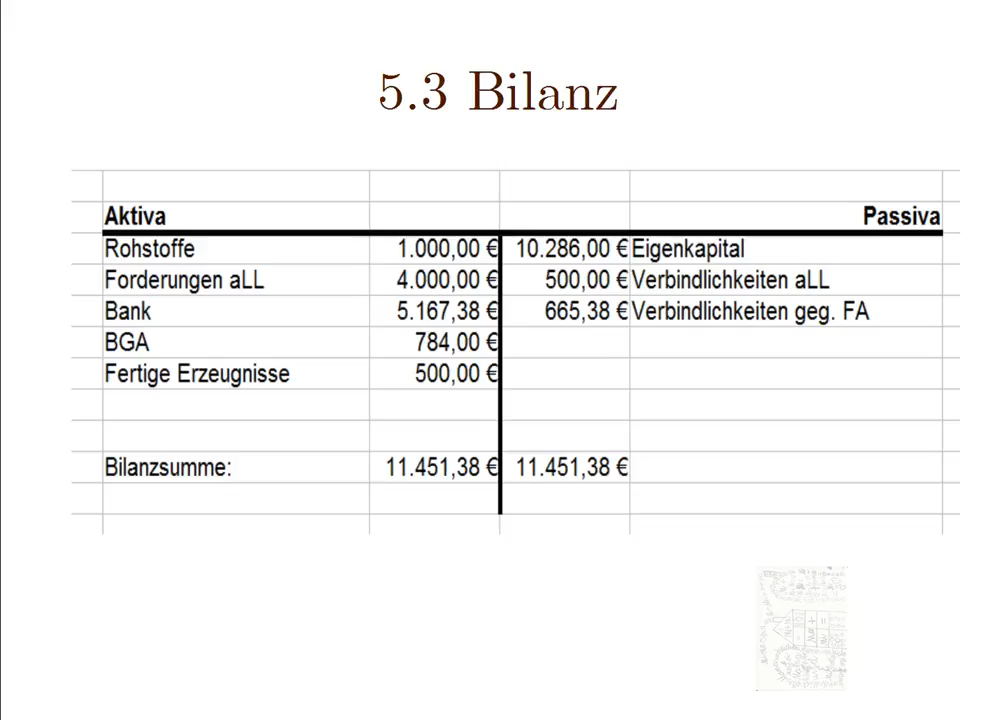 5.3 Bilanz
Aktiva Passiva
Rohstoffe 1.000,00 € 10.286,00 € Eigenkapital
Forderungen aLL 4.000,00 € 500,00 € Verbindlichkeiten aLL
Bank 5.167,38 € 665,38 € Verbindlichkeiten geg. FA
BGA 784,00 €
Fertige Erzeugnisse 500,00 €
Bilanzsumme: 11.451,38 € 11.451,38 €